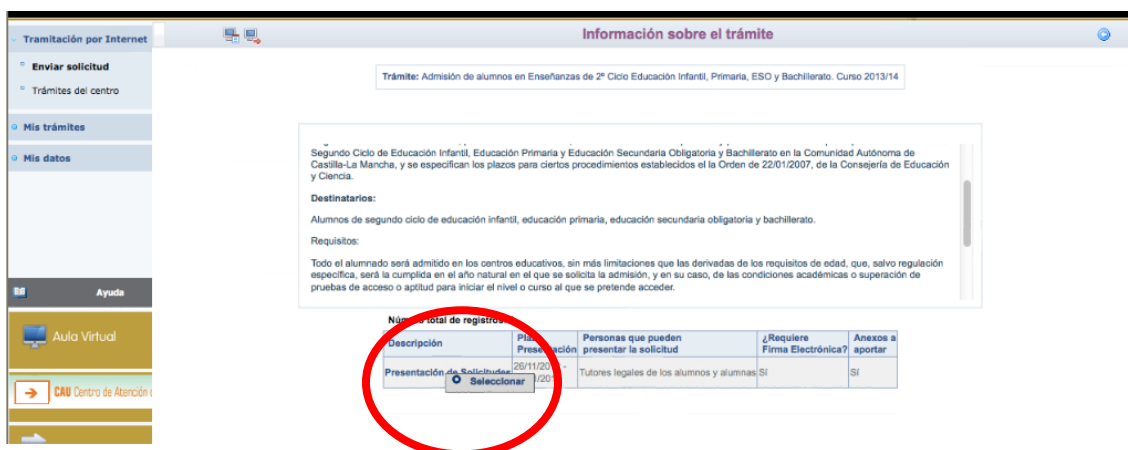 Tramitación por Internet
Información sobre el trámite
Enviar solicitud
Trámites del centro
Mis trámites
Mis datos
Trámite: Admisión de alumnos en Enseñanzas de 2º Ciclo Educación Infantil, Primaria, ESO y Bachillerato. Curso 2013/14
Segundo Ciclo de Educación Infantil, Educación Primaria y Educación Secundaria Obligatoria y Bachillerato en la Comunidad Autónoma de
Castilla-La Mancha, y se especifican los plazos para ciertos procedimientos establecidos el la Orden de 22/01/2007, de la Consejería de Educación
y Ciencia.
Destinatarios:
Alumnos de segundo ciclo de educación infantil, educación primaria, educación secundaria obligatoria y bachillerato.
Requisitos:
Todo el alumnado será admitido en los centros educativos, sin más limitaciones que las derivadas de los requisitos de edad, que, salvo regulación
específica, será la cumplida en el año natural en el que se solicita la admisión, y en su caso, de las condiciones académicas o superación de
pruebas de acceso o aptitud para iniciar el nivel o curso al que se pretende acceder.
Ayuda
Aula Virtual
CAU Centro de Atención
Número total de registros
Descripción
Presentación
Personas que pueden
presentar la solicitud
¿Requiere
Firma Electrónica?
Anexos a
aportar
Presentación de Solicitudes
26/11/20
Tutores legales de los alumnos y alumnas
Sí
Sí
Seleccionar